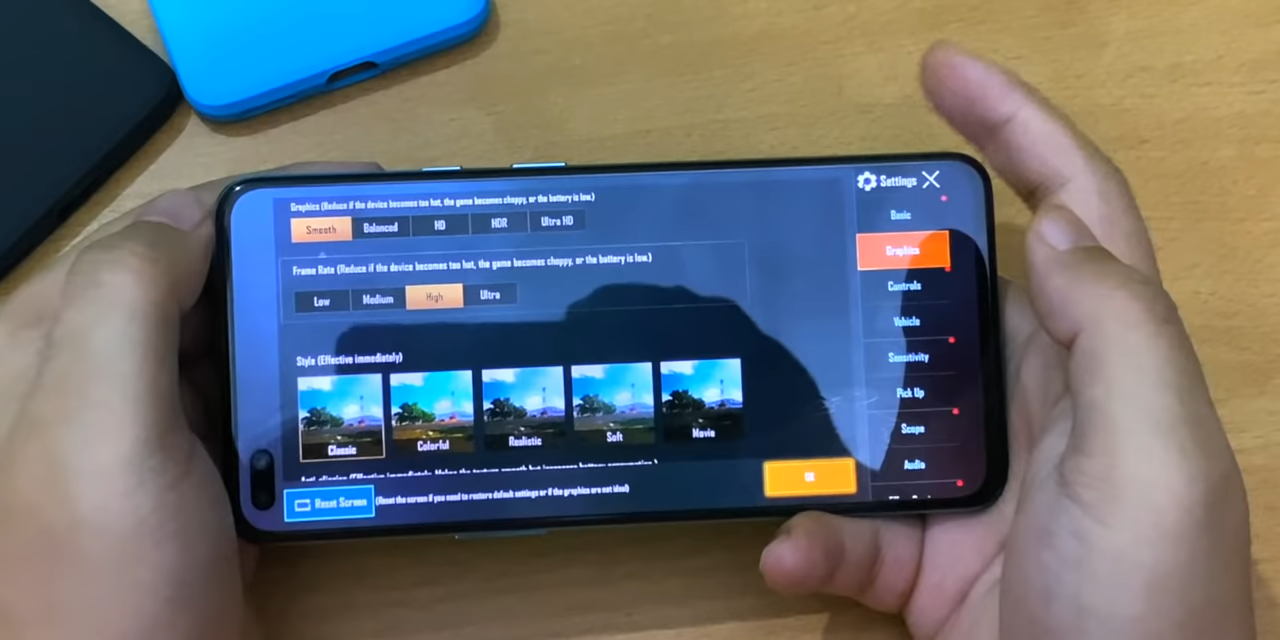 Graphics (Reduce if the device becomes too hot, the game becomes choppy, or the battery is low.)
Smooth Balanced HD HDR Ultra HD
Frame Rate (Reduce if the device becomes too hot, the game becomes choppy, or the battery is low.)
Low Medium High Ultra
Style (Effective immediately)
Classic Colorful Realistic Soft Movie
Reset Screen (Reset the screen if you need to restore default settings or if the graphics are not ideal)
OK
Settings
Basic
Graphics
Controls
Vehicle
Sensitivity
Pick Up
Scope
Audio